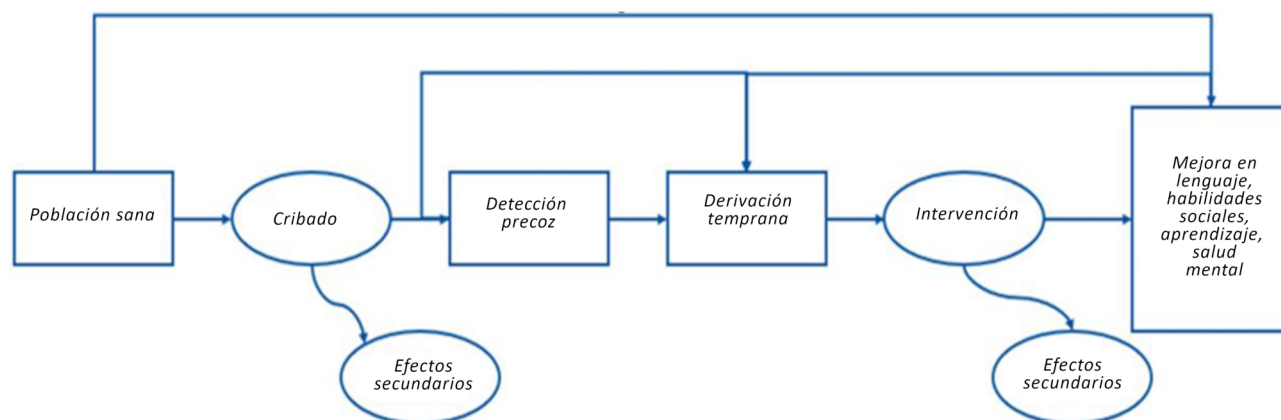 Población sana
Cribado
Detección
precoz
Derivación
temprana
Intervención
Mejora en
lenguaje,
habilidades
sociales,
aprendizaje,
salud
mental
Efectos
secundarios
Efectos
secundarios